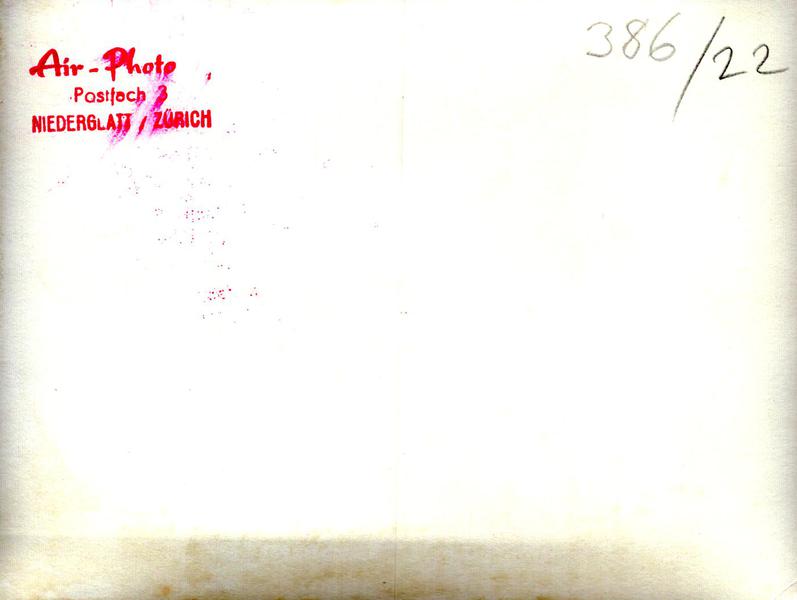 Air-Photo
Postfach 3
NIEDERGLATT / ZÜRICH
386/22